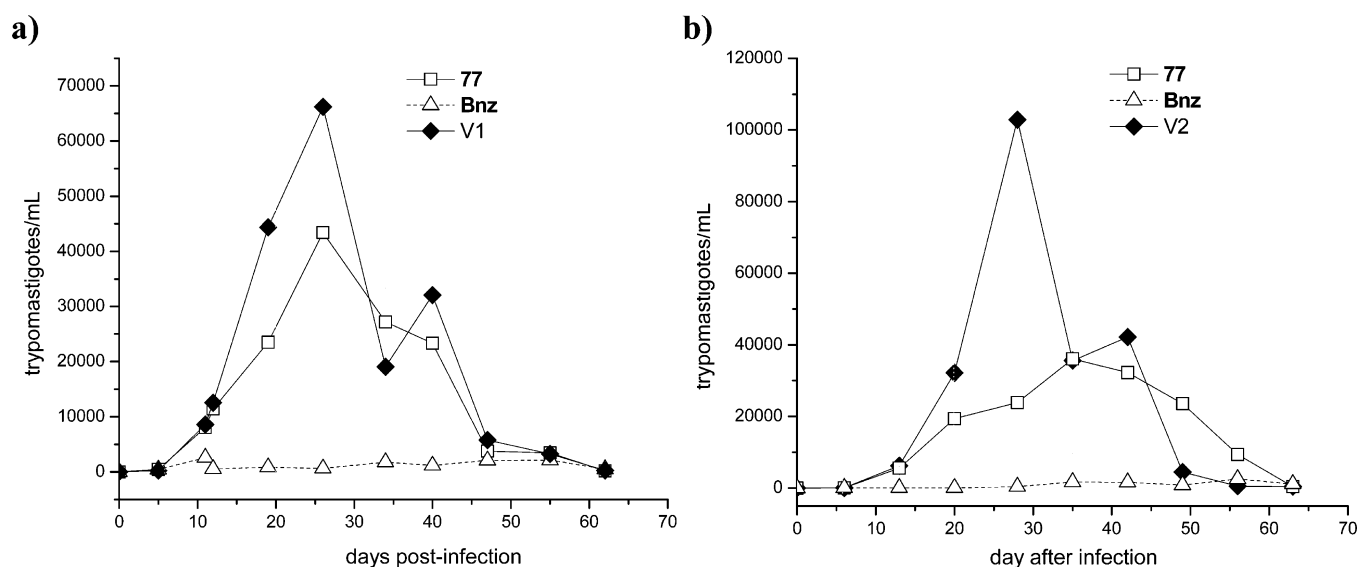 a)
77
Bnz
V1
70000
60000
50000
40000
30000
20000
10000
0
trypomastigotes/mL
0 10 20 30 40 50 60 70
days post-infection
b)
77
Bnz
V2
120000
100000
80000
60000
40000
20000
0
trypomastigotes/mL
0 10 20 30 40 50 60 70
day after infection